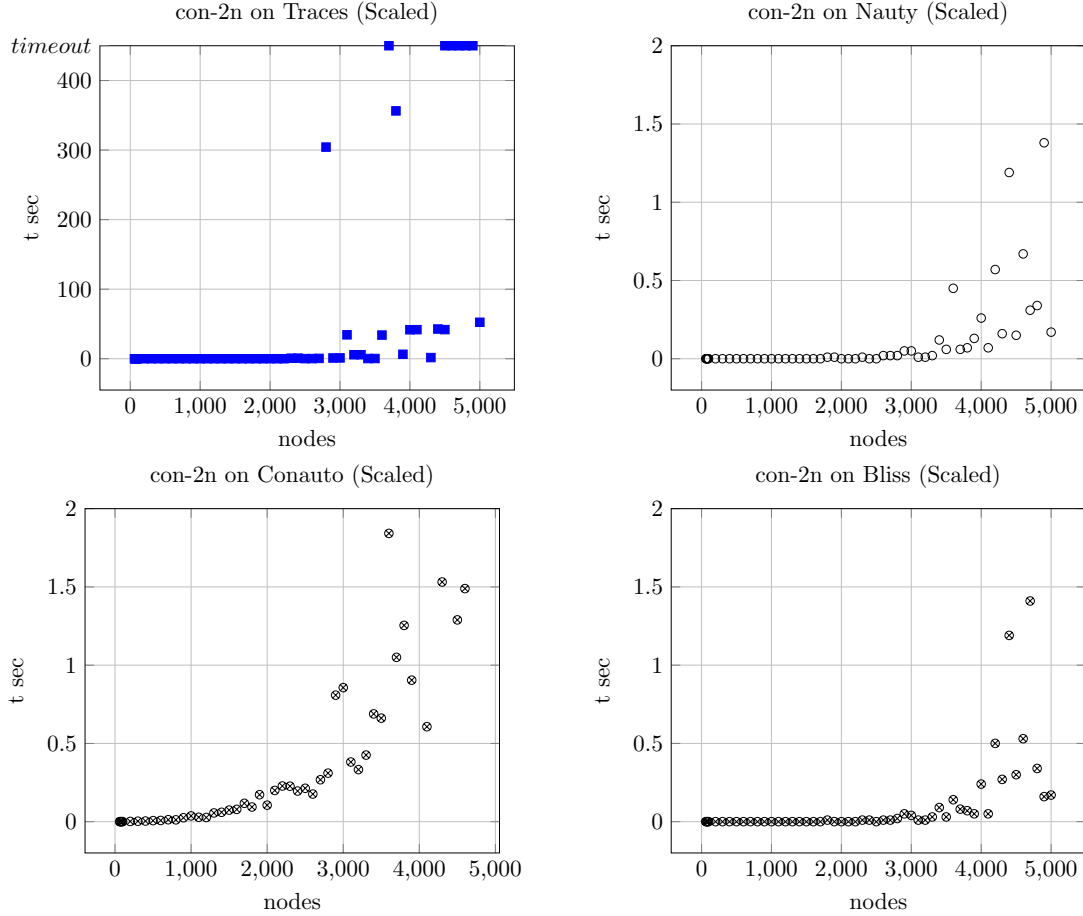 con-2n on Traces (Scaled)
timeout
400
300
200
100
0
t sec
0 1,000 2,000 3,000 4,000 5,000
nodes
con-2n on Nauty (Scaled)
2
1.5
1
0.5
0
t sec
0 1,000 2,000 3,000 4,000 5,000
nodes
con-2n on Conauto (Scaled)
2
1.5
1
0.5
0
t sec
0 1,000 2,000 3,000 4,000 5,000
nodes
con-2n on Bliss (Scaled)
2
1.5
1
0.5
0
t sec
0 1,000 2,000 3,000 4,000 5,000
nodes